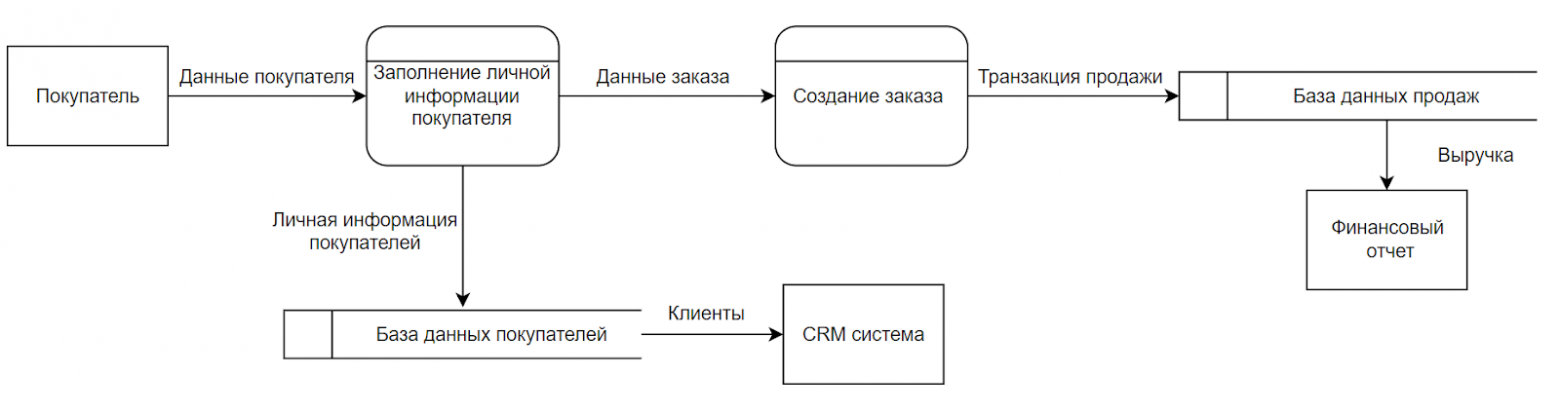 Покупатель
Данные покупателя
Заполнение личной
информации
покупателя
Данные заказа
Создание заказа
Транзакция продажи
База данных продаж
Выручка
Финансовый
отчет
Личная информация
покупателей
База данных покупателей
Клиенты
CRM система